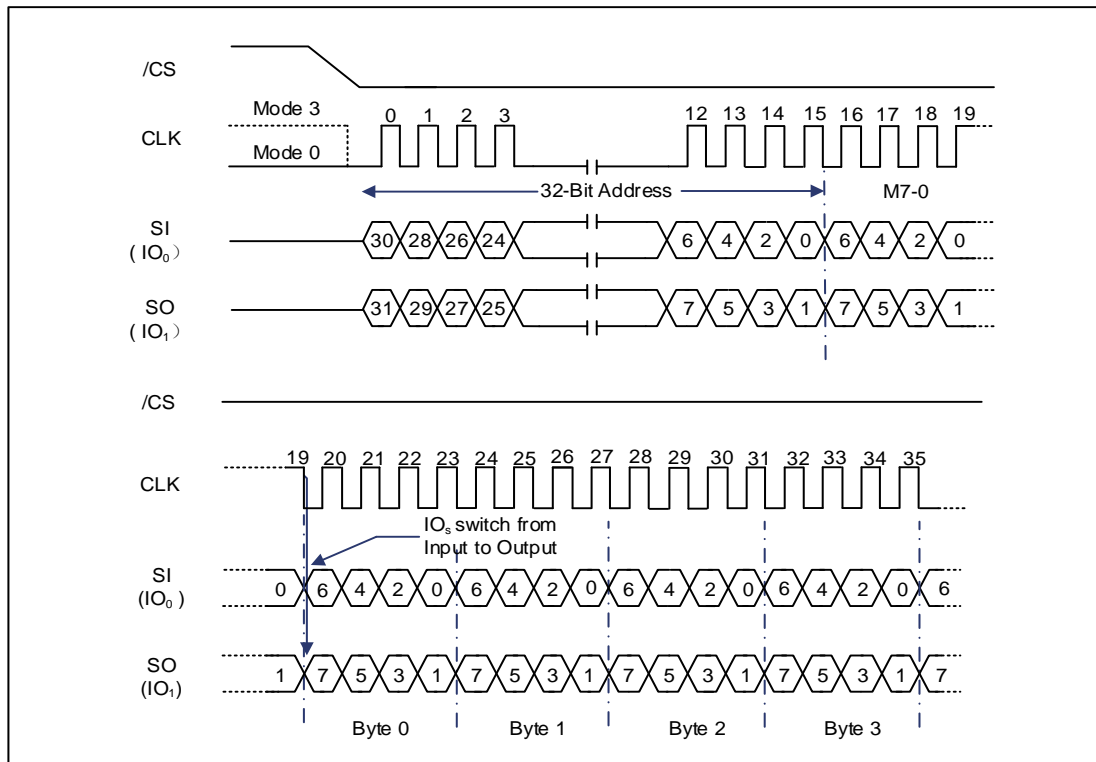 /CS
Mode 3
CLK
Mode 0
0 1 2 3 12 13 14 15 16 17 18 19
32-Bit Address
M7-0
SI
( IO₀）
30 28 26 24 6 4 2 0 6 4 2 0
SO
( IO₁）
31 29 27 25 7 5 3 1 7 5 3 1
/CS
19 20 21 22 23 24 25 26 27 28 29 30 31 32 33 34 35
CLK
IOₛ switch from
Input to Output
SI
(IO₀ )
0 6 4 2 0 6 4 2 0 6 4 2 0 6 4 2 0 6
SO
(IO₁)
1 7 5 3 1 7 5 3 1 7 5 3 1 7 5 3 1 7
Byte 0 Byte 1 Byte 2 Byte 3